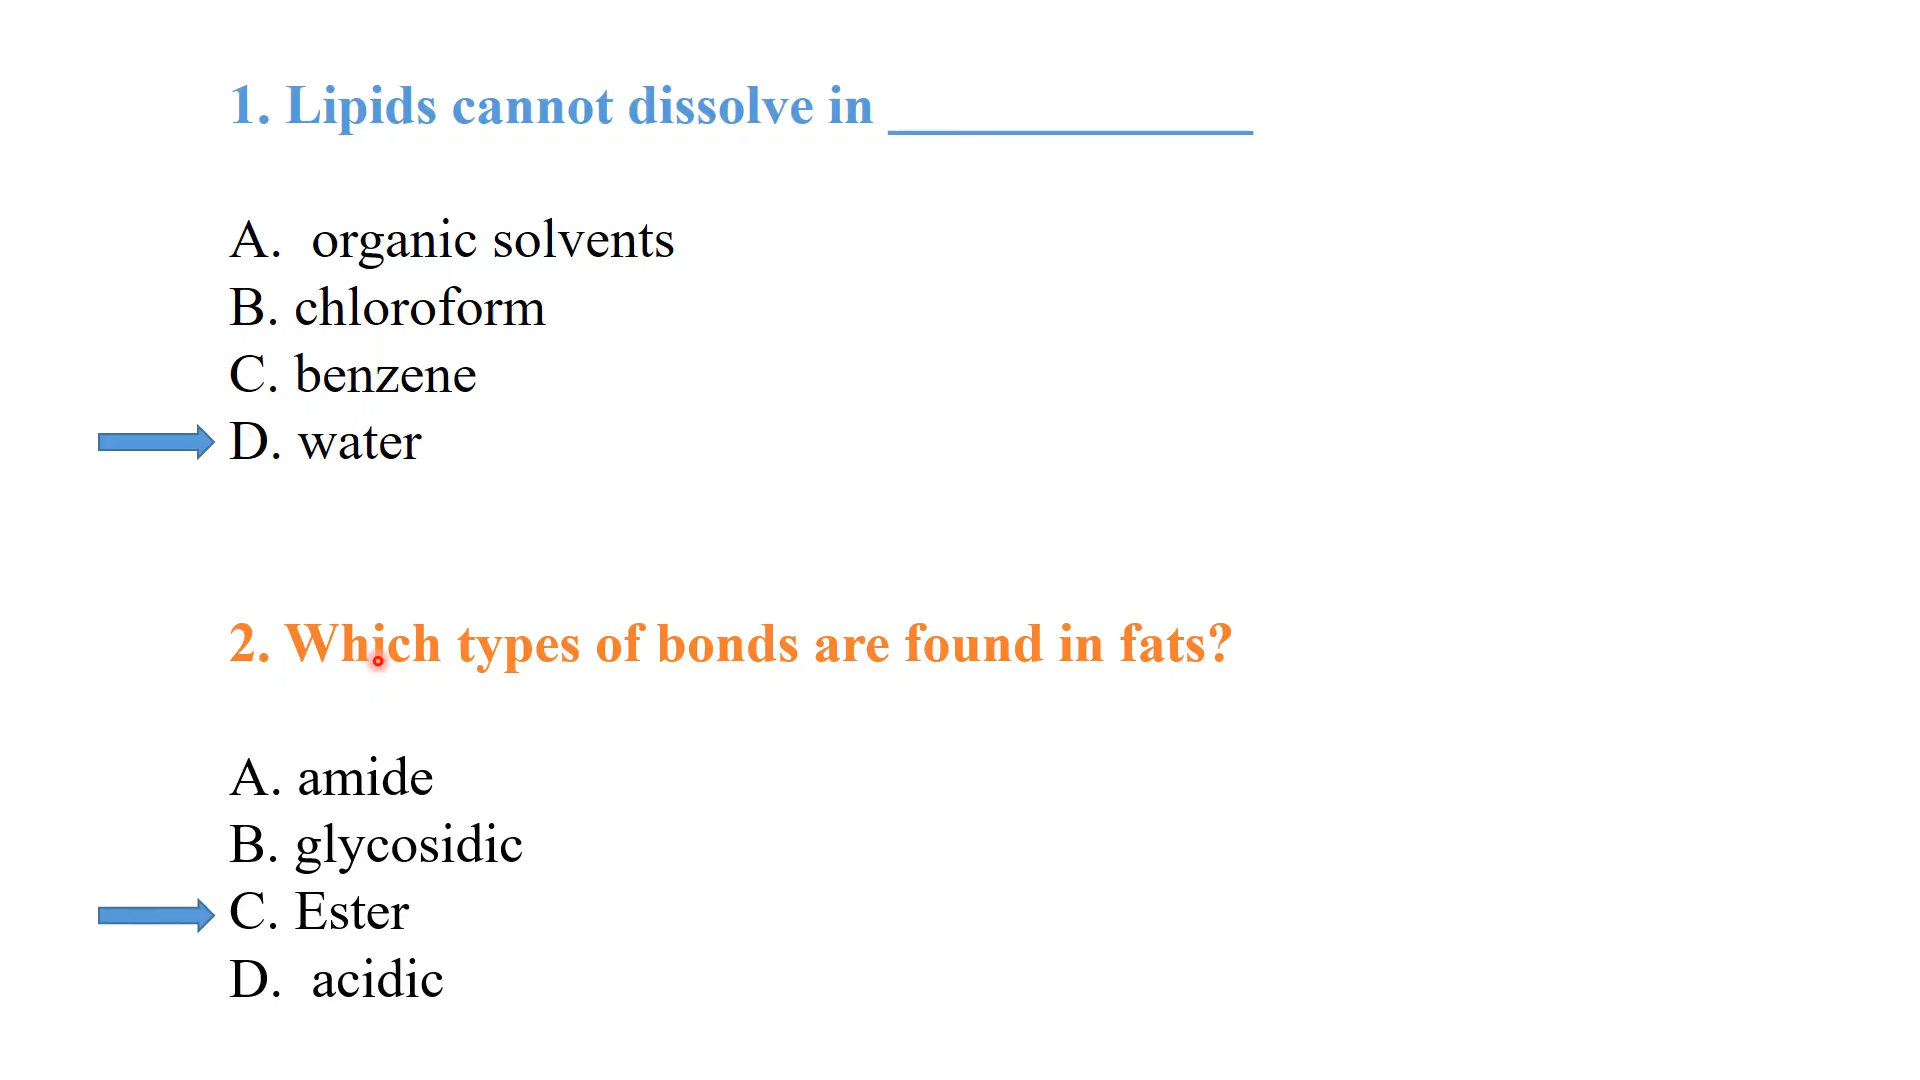 1. Lipids cannot dissolve in _____________
A. organic solvents
B. chloroform
C. benzene
D. water
2. Which types of bonds are found in fats?
A. amide
B. glycosidic
C. Ester
D. acidic